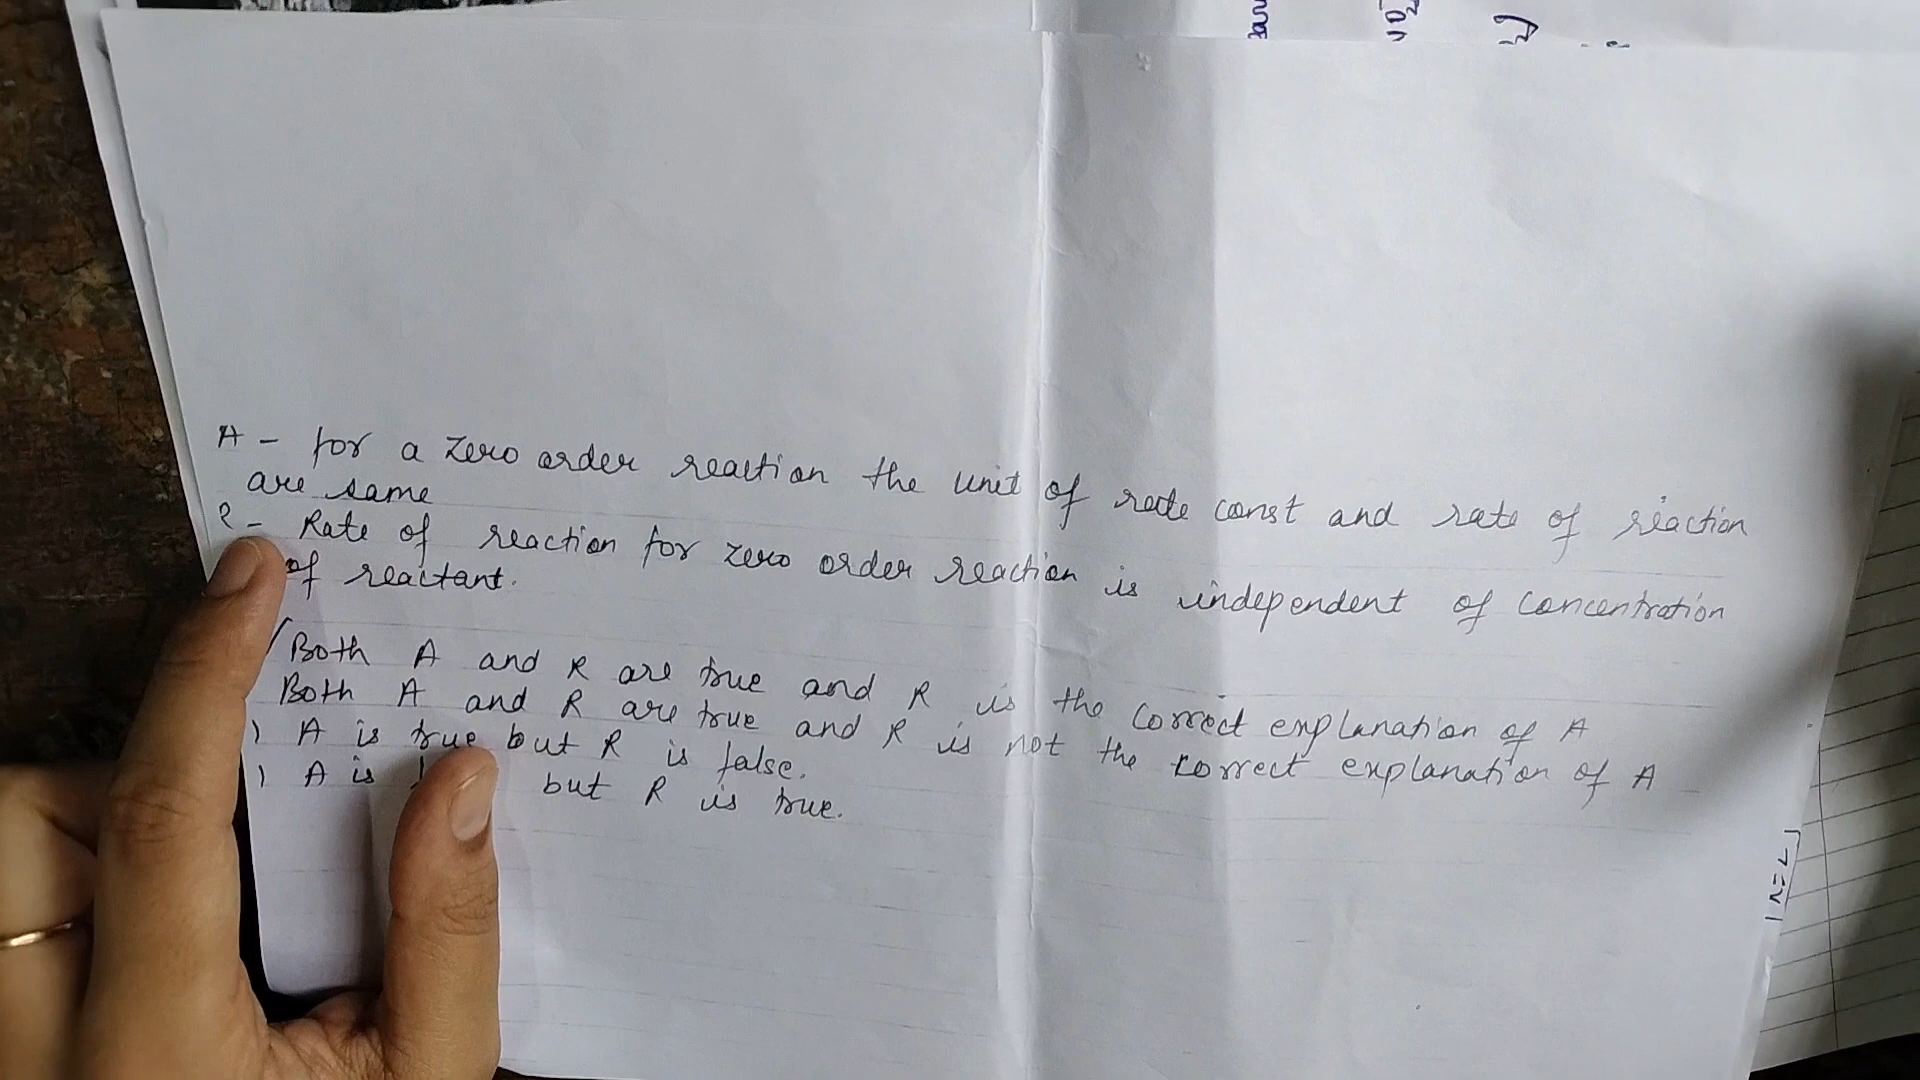 A - for a zero order reaction the unit of rate const and rate of reaction
are same
R - Rate of reaction for zero order reaction is independent of concentration
of reactant.
Both A and R are true and R is the correct explanation of A
Both A and R are true and R is not the correct explanation of A
) A is true but R is false.
) A is but R is true.